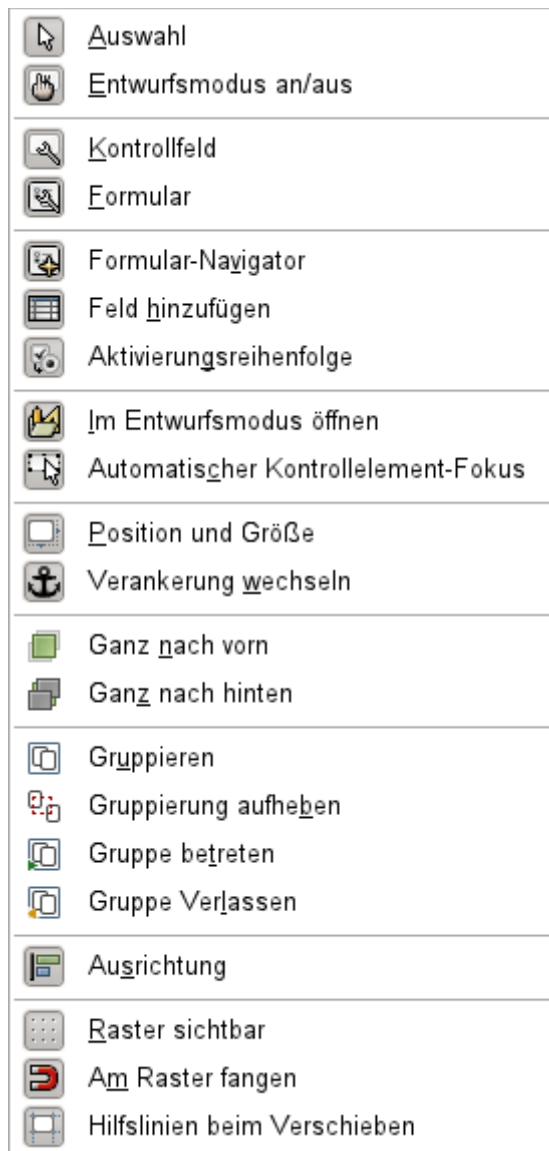 Auswahl
Entwurfsmodus an/aus
Kontrollfeld
Formular
Formular-Navigator
Feld hinzufügen
Aktivierungsreihenfolge
Im Entwurfsmodus öffnen
Automatischer Kontrollelement-Fokus
Position und Größe
Verankerung wechseln
Ganz nach vorn
Ganz nach hinten
Gruppieren
Gruppierung aufheben
Gruppe betreten
Gruppe Verlassen
Ausrichtung
Raster sichtbar
Am Raster fangen
Hilfslinien beim Verschieben